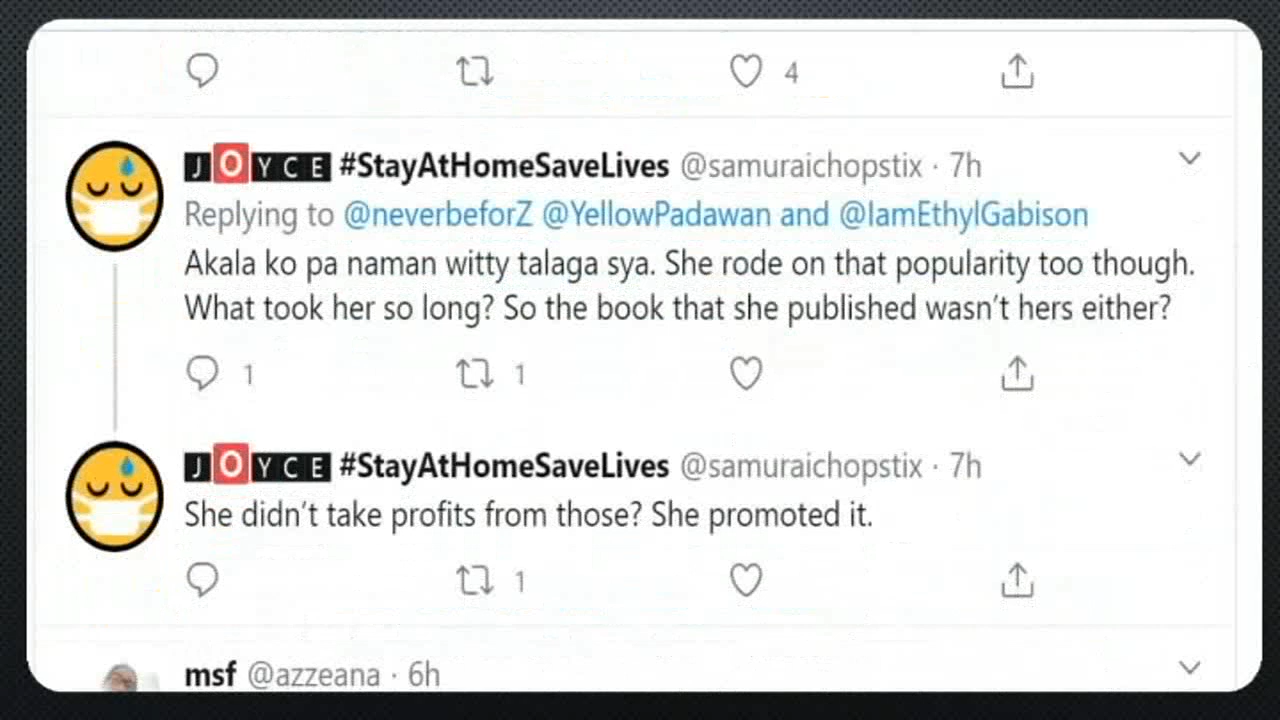 4
JOYCE #StayAtHomeSaveLives @samuraichopstix · 7h
Replying to @neverbeforZ @YellowPadawan and @IamEthylGabison
Akala ko pa naman witty talaga sya. She rode on that popularity too though.
What took her so long? So the book that she published wasn't hers either?
1 1
JOYCE #StayAtHomeSaveLives @samuraichopstix · 7h
She didn't take profits from those? She promoted it.
1
msf @azzeana · 6h